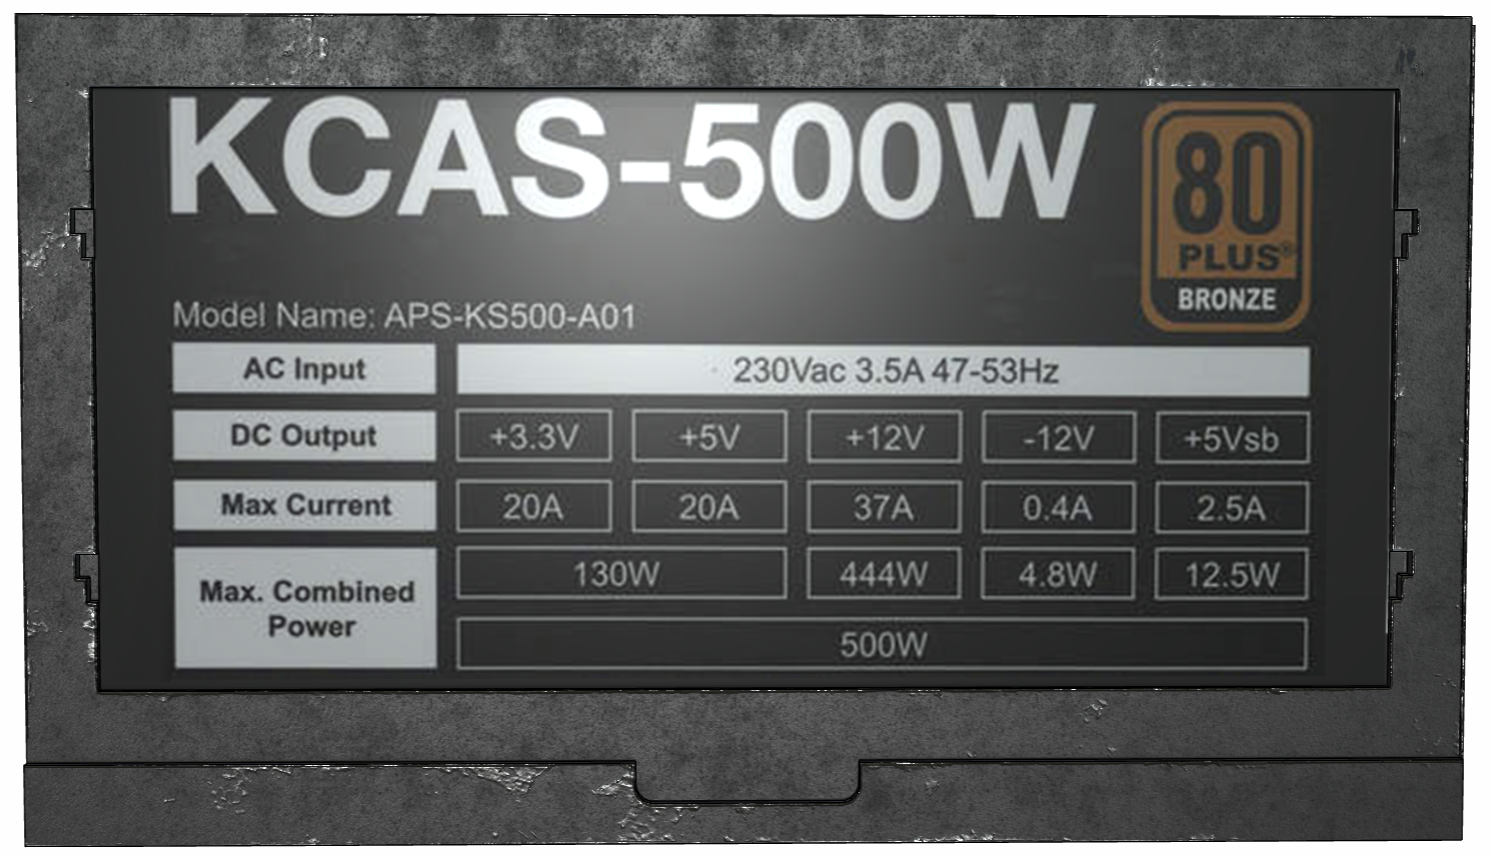 KCAS-500W
80
PLUS®
BRONZE
Model Name: APS-KS500-A01
AC Input 230Vac 3.5A 47-53Hz
DC Output +3.3V +5V +12V -12V +5Vsb
Max Current 20A 20A 37A 0.4A 2.5A
Max. Combined Power 130W 444W 4.8W 12.5W
500W